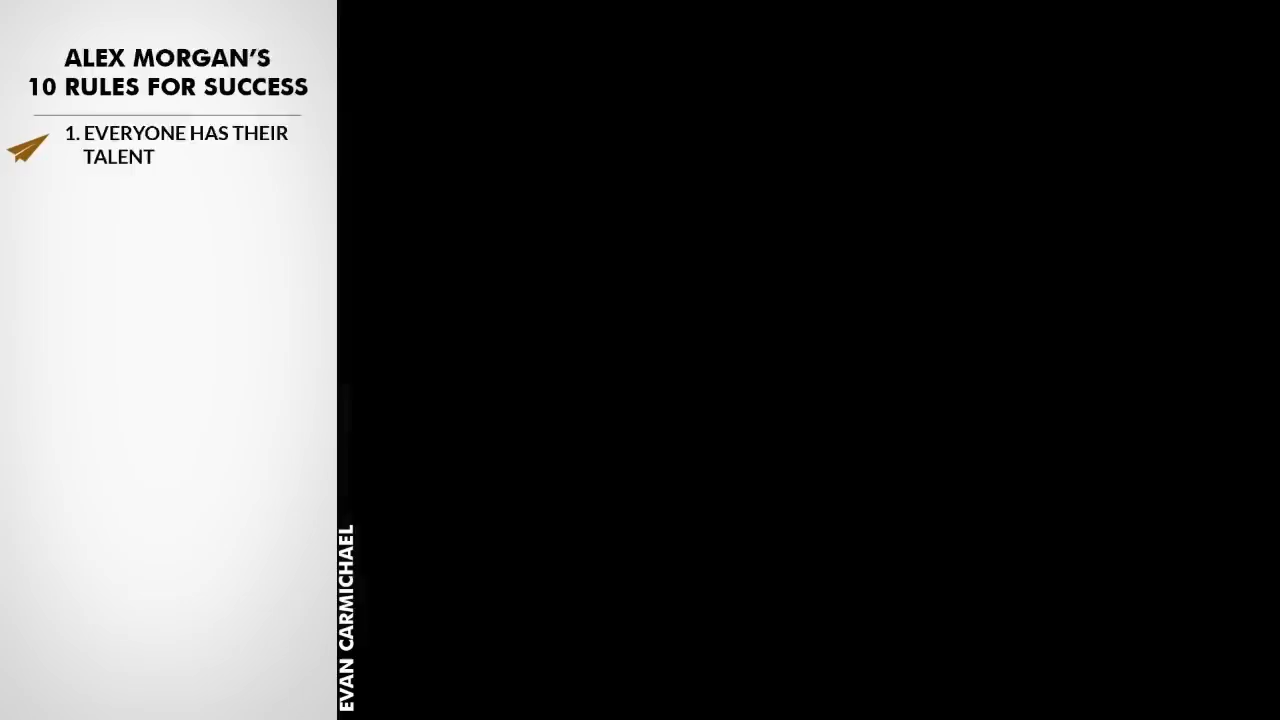 ALEX MORGAN'S
10 RULES FOR SUCCESS
1. EVERYONE HAS THEIR
TALENT
EVAN CARMICHAEL